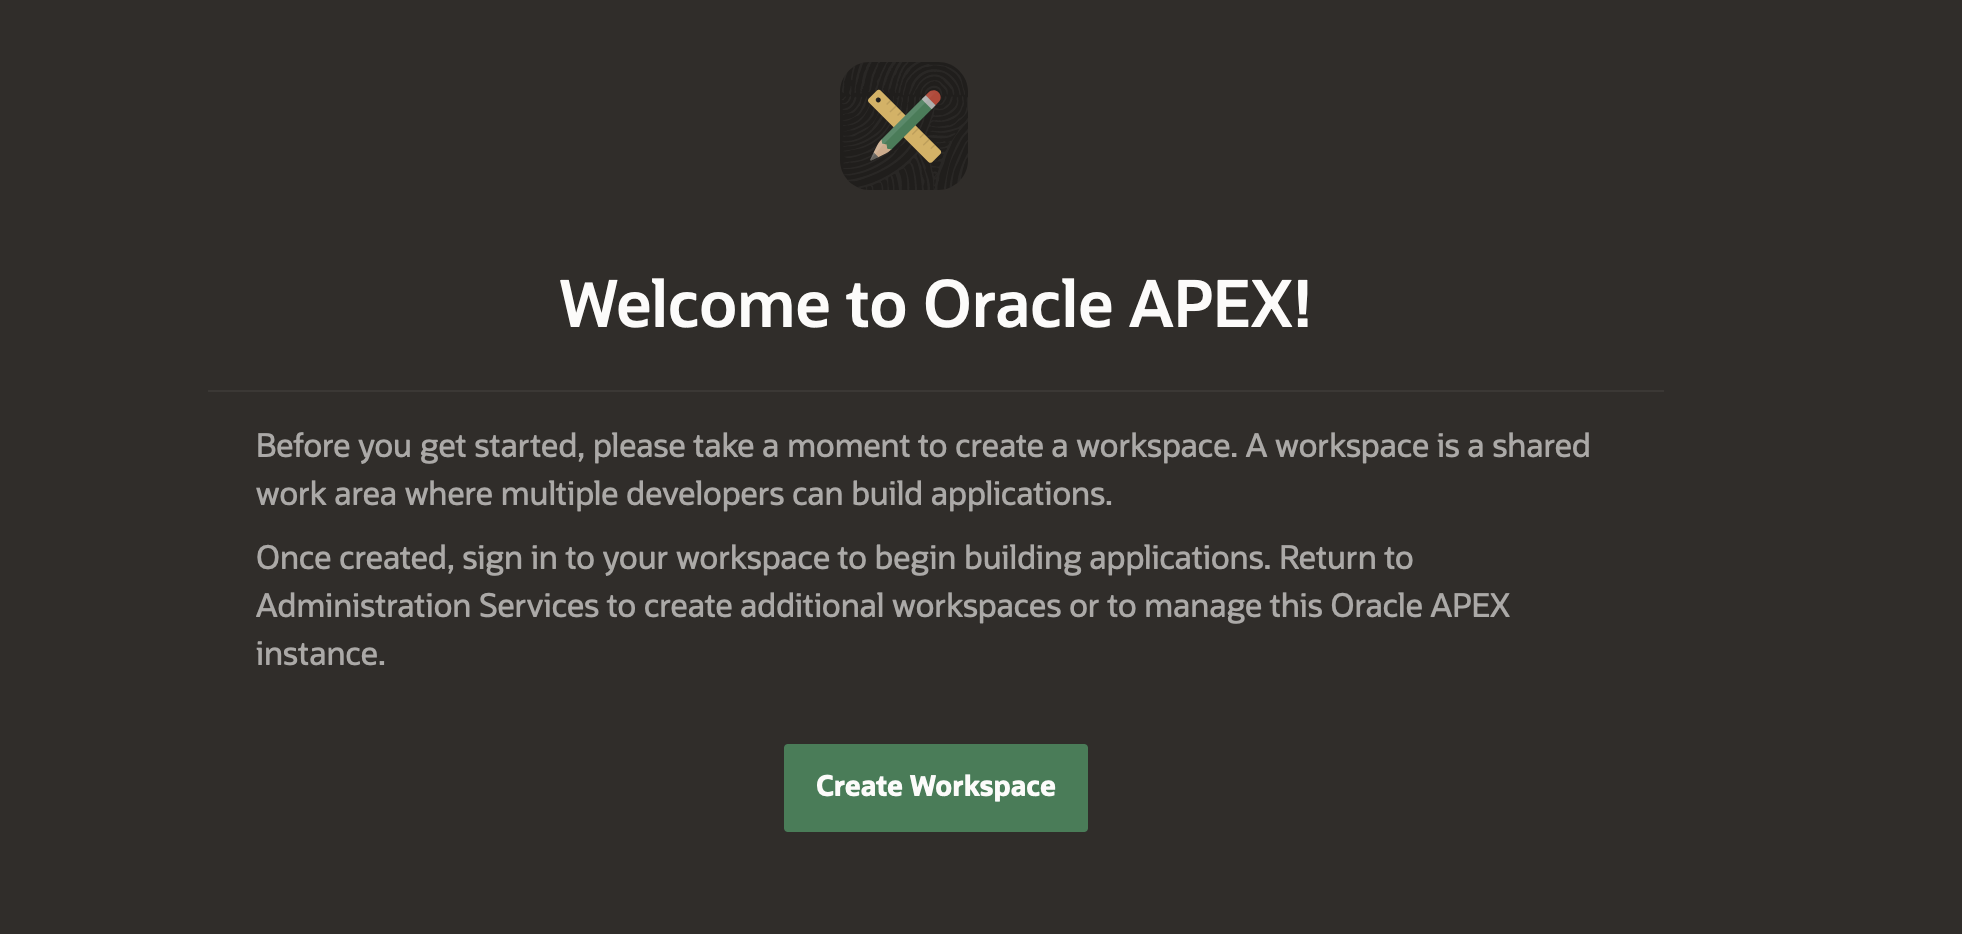 Welcome to Oracle APEX!
Before you get started, please take a moment to create a workspace. A workspace is a shared
work area where multiple developers can build applications.
Once created, sign in to your workspace to begin building applications. Return to
Administration Services to create additional workspaces or to manage this Oracle APEX
instance.
Create Workspace